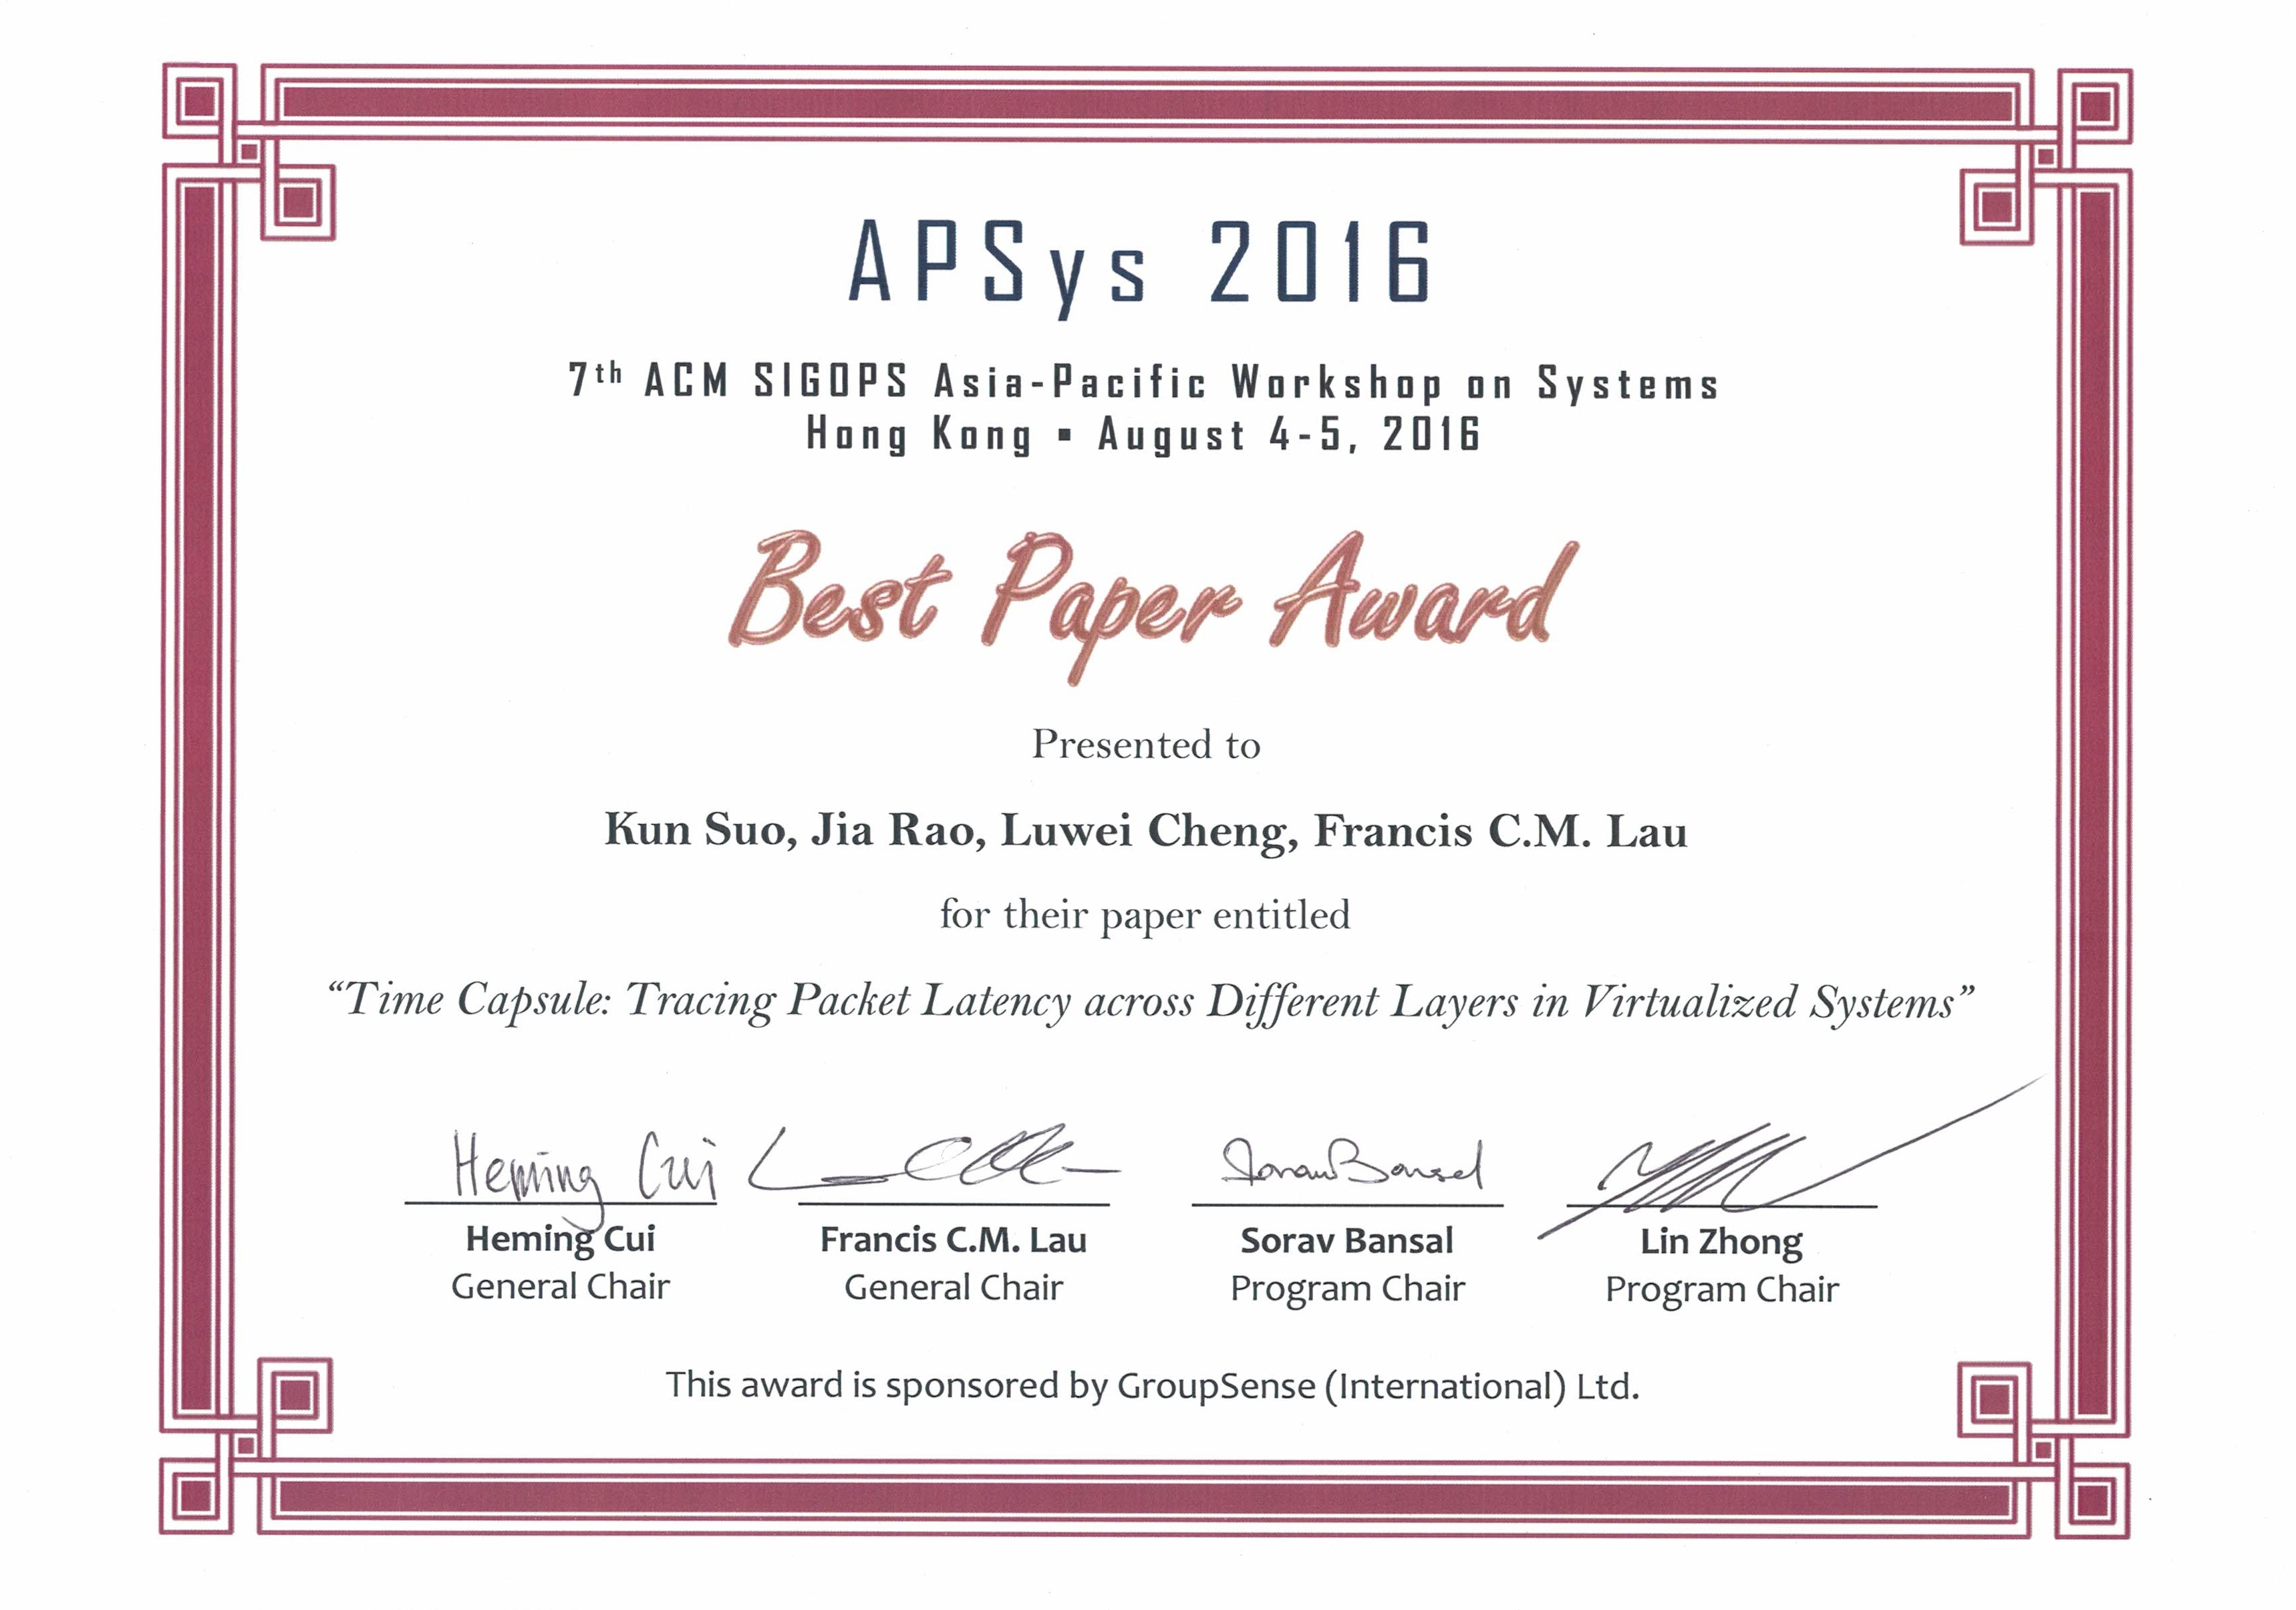 APSys 2016
7th ACM SIGOPS Asia-Pacific Workshop on Systems
Hong Kong ▪ August 4-5, 2016
Best Paper Award
Presented to
Kun Suo, Jia Rao, Luwei Cheng, Francis C.M. Lau
for their paper entitled
“Time Capsule: Tracing Packet Latency across Different Layers in Virtualized Systems”
Heming Cui Sorav Bansal
Heming Cui Francis C.M. Lau Sorav Bansal Lin Zhong
General Chair General Chair Program Chair Program Chair
This award is sponsored by GroupSense (International) Ltd.